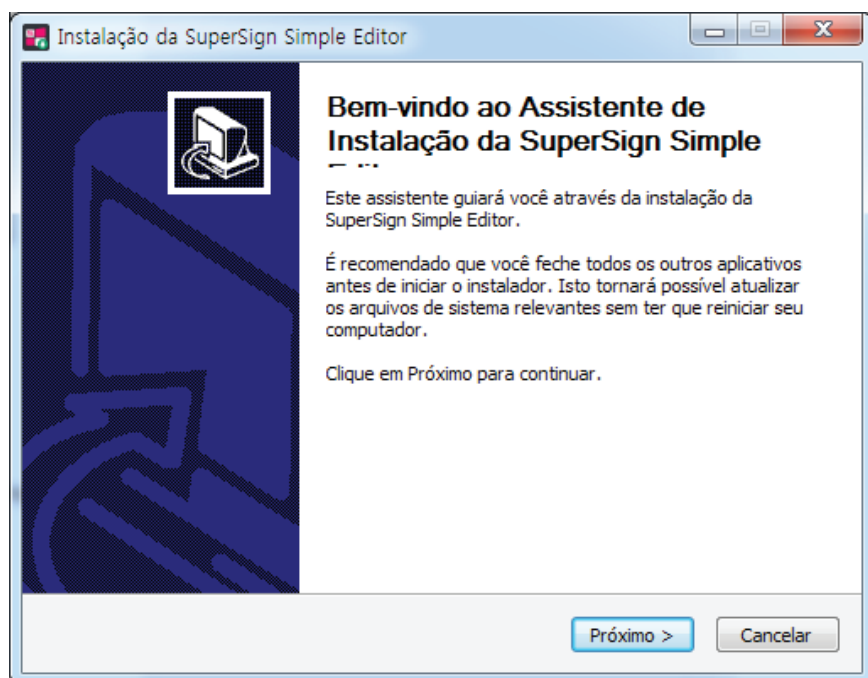 Instalação da SuperSign Simple Editor
Bem-vindo ao Assistente de
Instalação da SuperSign Simple
Este assistente guiará você através da instalação da
SuperSign Simple Editor.
É recomendado que você feche todos os outros aplicativos
antes de iniciar o instalador. Isto tornará possível atualizar
os arquivos de sistema relevantes sem ter que reiniciar seu
computador.
Clique em Próximo para continuar.
Próximo >
Cancelar